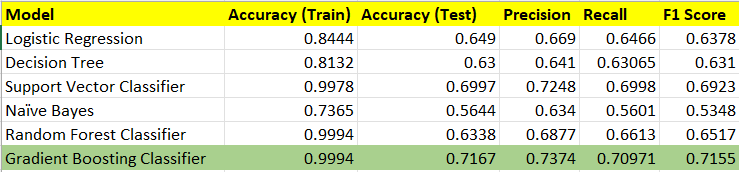 Model Accuracy (Train) Accuracy (Test) Precision Recall F1 Score
Logistic Regression 0.8444 0.649 0.669 0.6466 0.6378
Decision Tree 0.8132 0.63 0.641 0.63065 0.631
Support Vector Classifier 0.9978 0.6997 0.7248 0.6998 0.6923
Naïve Bayes 0.7365 0.5644 0.634 0.5601 0.5348
Random Forest Classifier 0.9994 0.6338 0.6877 0.6613 0.6517
Gradient Boosting Classifier 0.9994 0.7167 0.7374 0.70971 0.7155